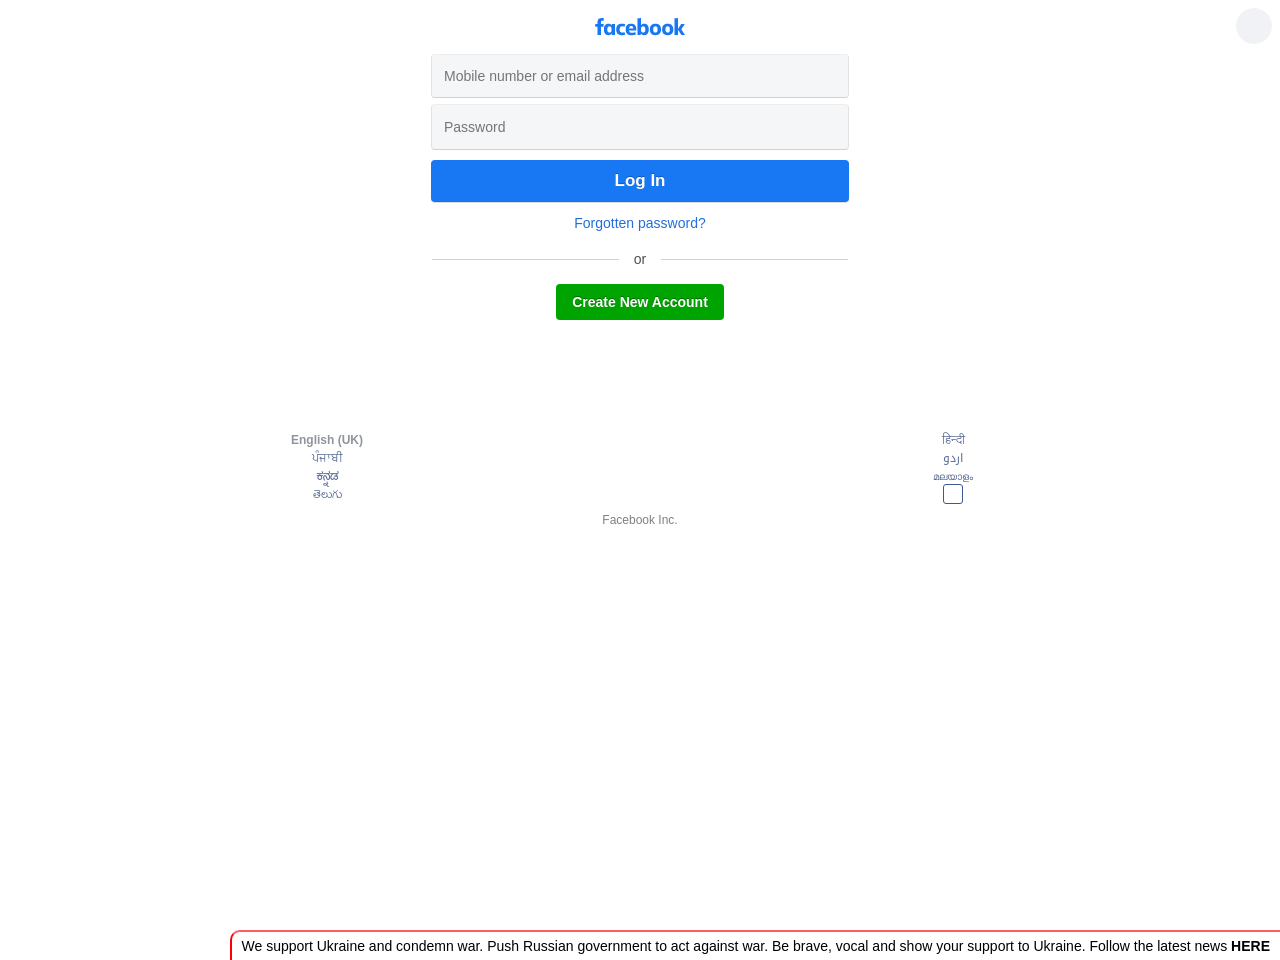 facebook
Mobile number or email address
Password
Log In
Forgotten password?
or
Create New Account
English (UK)
हिन्दी
ਪੰਜਾਬੀ
اردو
ಕನ್ನಡ
മലയാളം
తెలుగు
Facebook Inc.
We support Ukraine and condemn war. Push Russian government to act against war. Be brave, vocal and show your support to Ukraine. Follow the latest news HERE